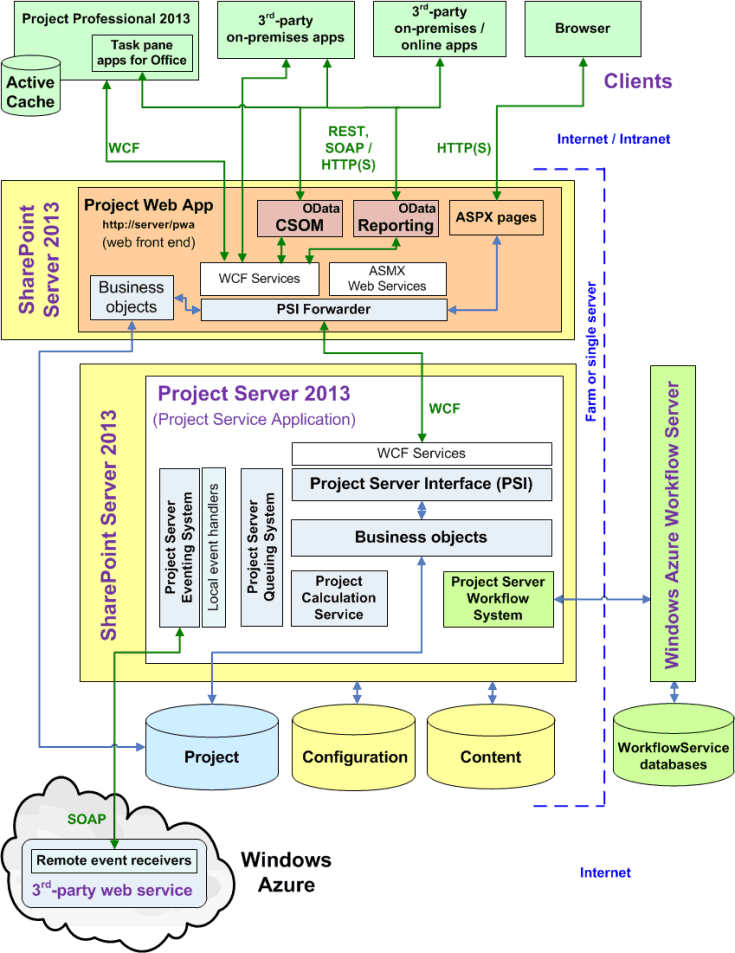 Project Professional 2013
Task pane
apps for Office
Active
Cache
3rd-party
on-premises apps
3rd-party
on-premises /
online apps
Browser
Clients
WCF
REST,
SOAP /
HTTP(S)
HTTP(S)
Internet / Intranet
SharePoint
Server 2013
Project Web App
http://server/pwa
(web front end)
OData
CSOM
OData
Reporting
ASPX pages
WCF Services
ASMX
Web Services
Business
objects
PSI Forwarder
Farm or single server
SharePoint Server 2013
Project Server 2013
(Project Service Application)
WCF
WCF Services
Project Server Interface (PSI)
Business objects
Project Server
Eventing System
Local event handlers
Project Server
Queuing System
Project
Calculation
Service
Project Server
Workflow
System
Windows Azure Workflow Server
Project
Configuration
Content
WorkflowService
databases
SOAP
Remote event receivers
3rd-party web service
Windows
Azure
Internet